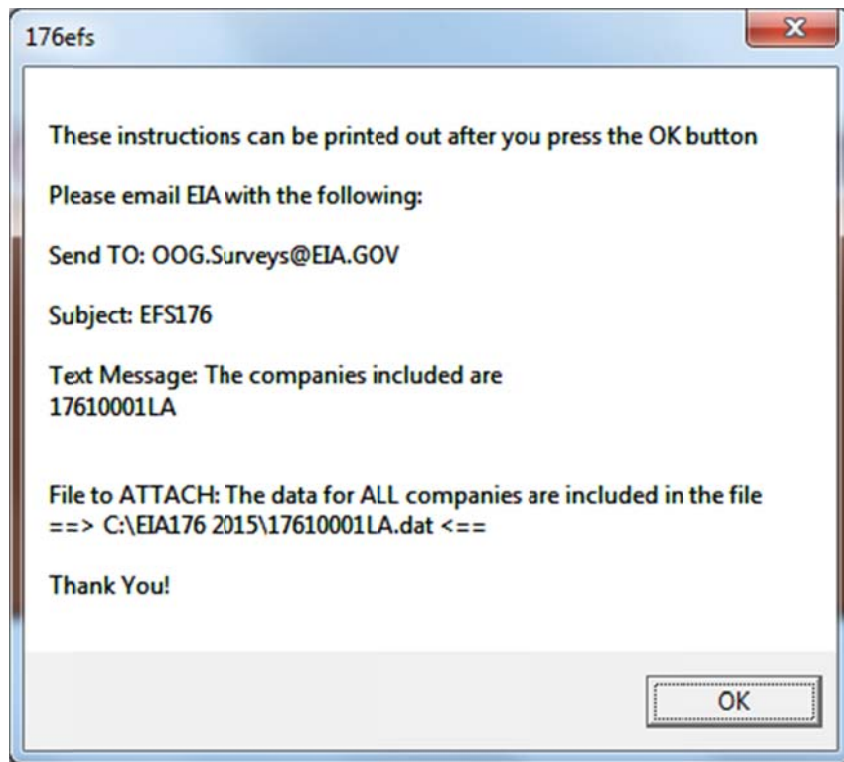 176efs
These instructions can be printed out after you press the OK button
Please email EIA with the following:
Send TO: OOG.Surveys@EIA.GOV
Subject: EFS176
Text Message: The companies included are
17610001LA
File to ATTACH: The data for ALL companies are included in the file
==> C:\EIA176 2015\17610001LA.dat <==
Thank You!
OK